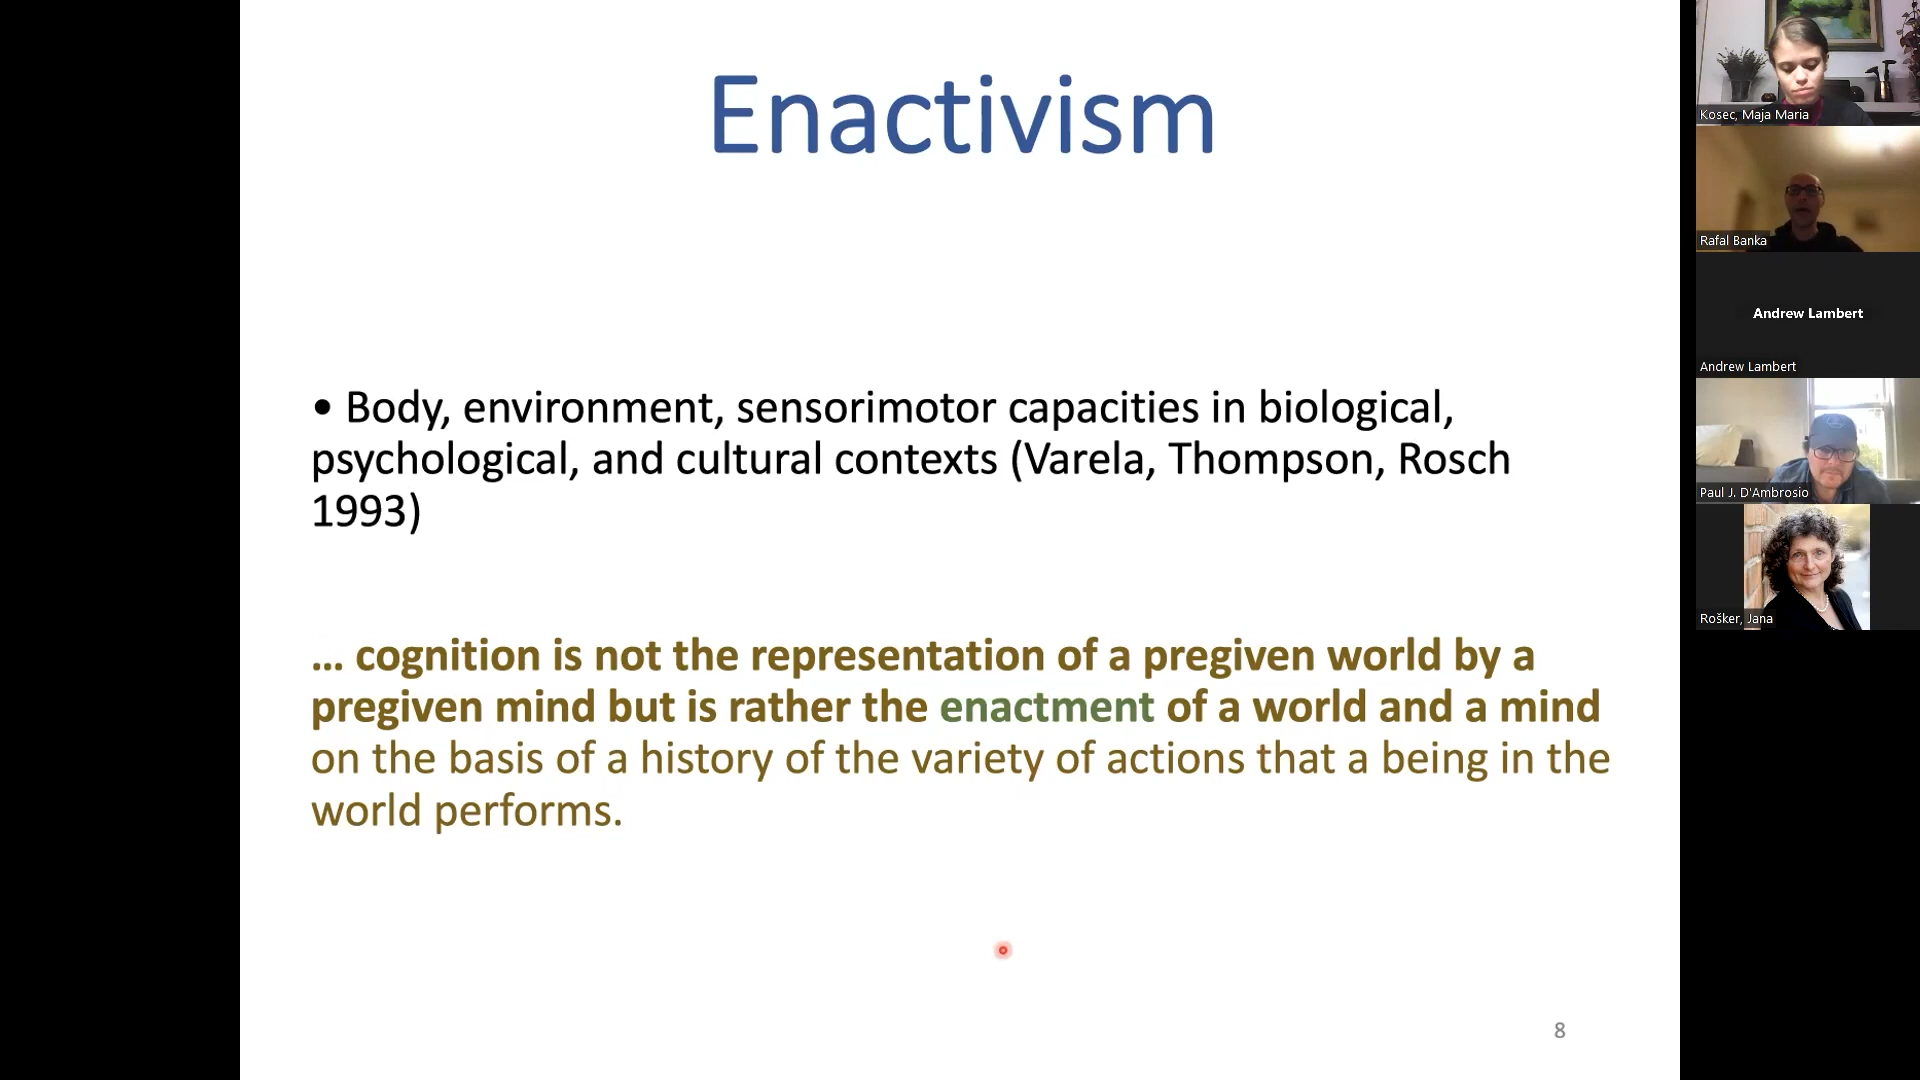 Enactivism
• Body, environment, sensorimotor capacities in biological,
psychological, and cultural contexts (Varela, Thompson, Rosch
1993)
... cognition is not the representation of a pregiven world by a
pregiven mind but is rather the enactment of a world and a mind
on the basis of a history of the variety of actions that a being in the
world performs.
8
Kosec, Maja Maria
Rafal Banka
Andrew Lambert
Andrew Lambert
Paul J. D'Ambrosio
Rošker, Jana